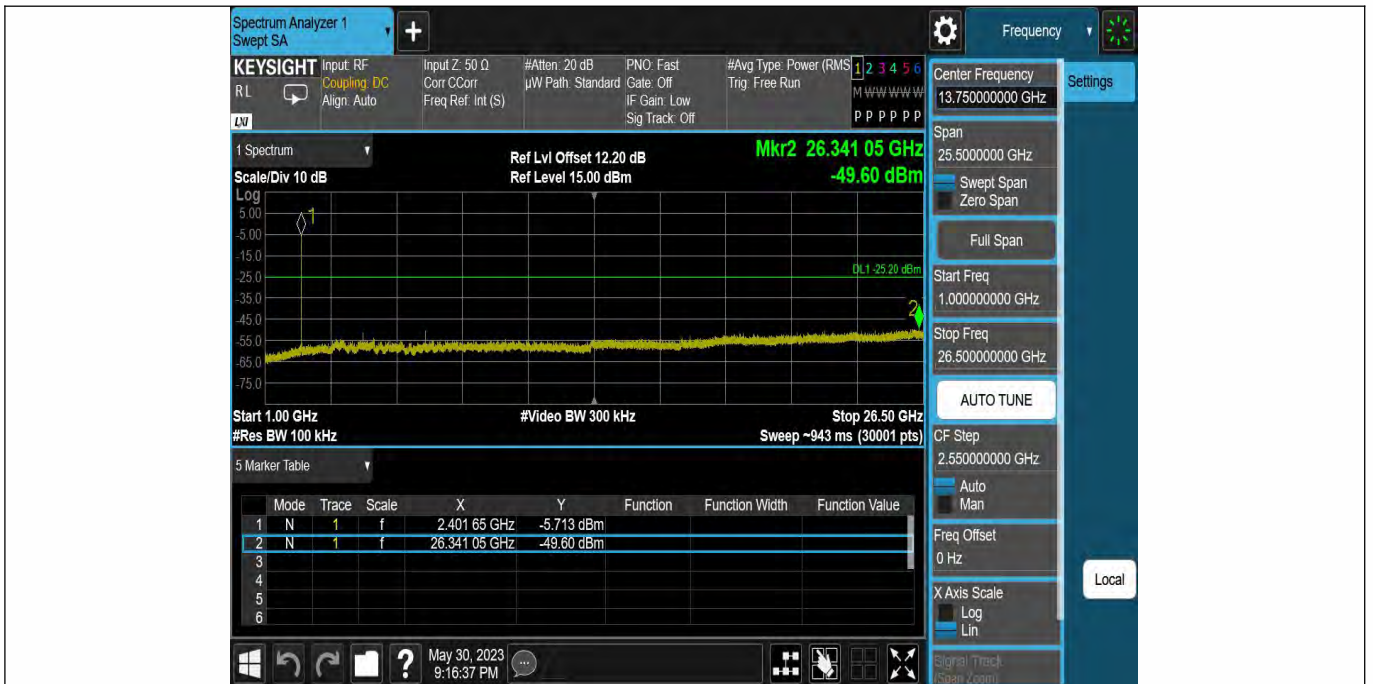 Spectrum Analyzer 1
Swept SA
+
Frequency
KEYSIGHT
RL
LXI
Input: RF
Coupling: DC
Align: Auto
Input Z: 50 Ω
Corr CCorr
Freq Ref: Int (S)
#Atten: 20 dB
µW Path: Standard
PNO: Fast
Gate: Off
IF Gain: Low
Sig Track: Off
#Avg Type: Power (RMS
Trig: Free Run
1 2 3 4 5 6
M W W W W W
P P P P P P
1 Spectrum
Scale/Div 10 dB
Ref Lvl Offset 12.20 dB
Ref Level 15.00 dBm
Mkr2 26.341 05 GHz
-49.60 dBm
Log
5.00
-5.00
-15.0
-25.0
-35.0
-45.0
-55.0
-65.0
-75.0
1
DL1 -25.20 dBm
2
Start 1.00 GHz
#Res BW 100 kHz
#Video BW 300 kHz
Stop 26.50 GHz
Sweep ~943 ms (30001 pts)
5 Marker Table
Mode Trace Scale X Y Function Function Width Function Value
1 N 1 f 2.401 65 GHz -5.713 dBm
2 N 1 f 26.341 05 GHz -49.60 dBm
3
4
5
6
?
May 30, 2023
9:16:37 PM
Center Frequency
13.750000000 GHz
Settings
Span
25.5000000 GHz
Swept Span
Zero Span
Full Span
Start Freq
1.000000000 GHz
Stop Freq
26.500000000 GHz
AUTO TUNE
CF Step
2.550000000 GHz
Auto
Man
Freq Offset
0 Hz
X Axis Scale
Log
Lin
Signal Track
(Span Zoom)
Local